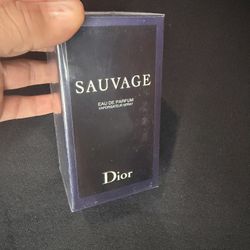 SAUVAGE
EAU DE PARFUM
VAPORISATEUR SPRAY
Dior